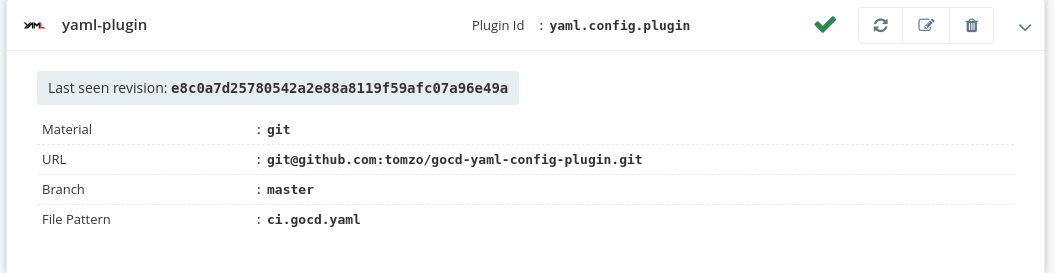 YAML yaml-plugin Plugin Id : yaml.config.plugin
Last seen revision: e8c0a7d25780542a2e88a8119f59afc07a96e49a
Material : git
URL : git@github.com:tomzo/gocd-yaml-config-plugin.git
Branch : master
File Pattern : ci.gocd.yaml